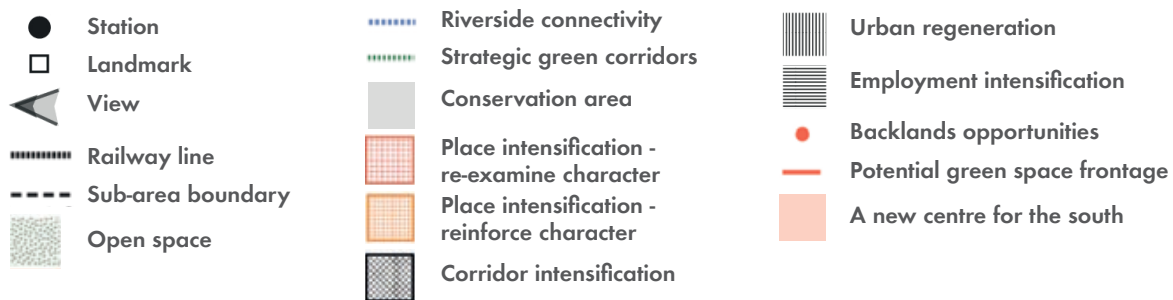 Station
Landmark
View
Railway line
Sub-area boundary
Open space
Riverside connectivity
Strategic green corridors
Conservation area
Place intensification -
re-examine character
Place intensification -
reinforce character
Corridor intensification
Urban regeneration
Employment intensification
Backlands opportunities
Potential green space frontage
A new centre for the south